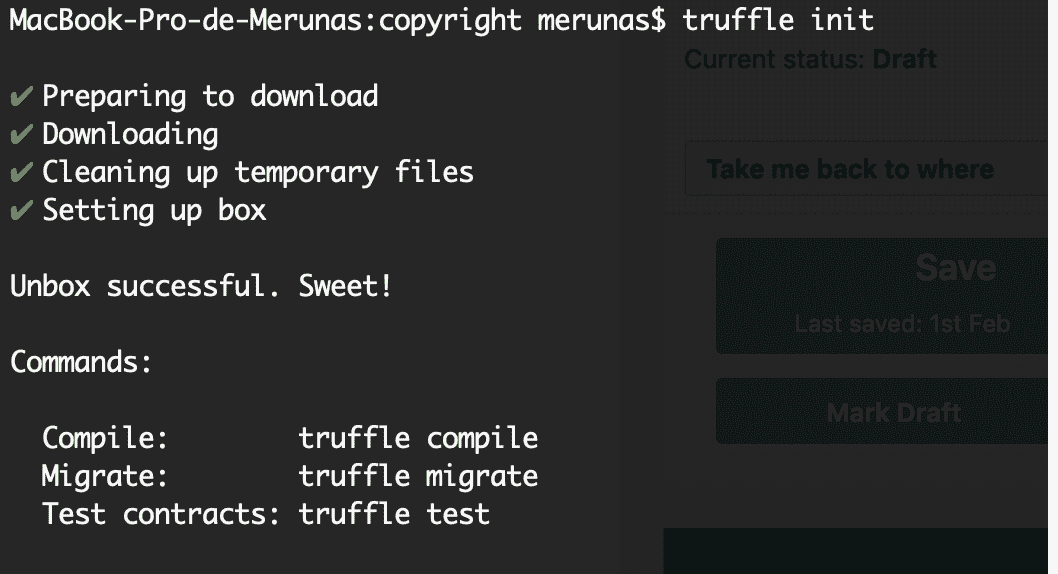 MacBook-Pro-de-Merunas:copyright merunas$ truffle init
Current status: Draft
✔ Preparing to download
✔ Downloading
✔ Cleaning up temporary files
Take me back to where
✔ Setting up box
Save
Unbox successful. Sweet!
Last saved: 1st Feb
Commands:
Mark Draft
Compile: truffle compile
Migrate: truffle migrate
Test contracts: truffle test